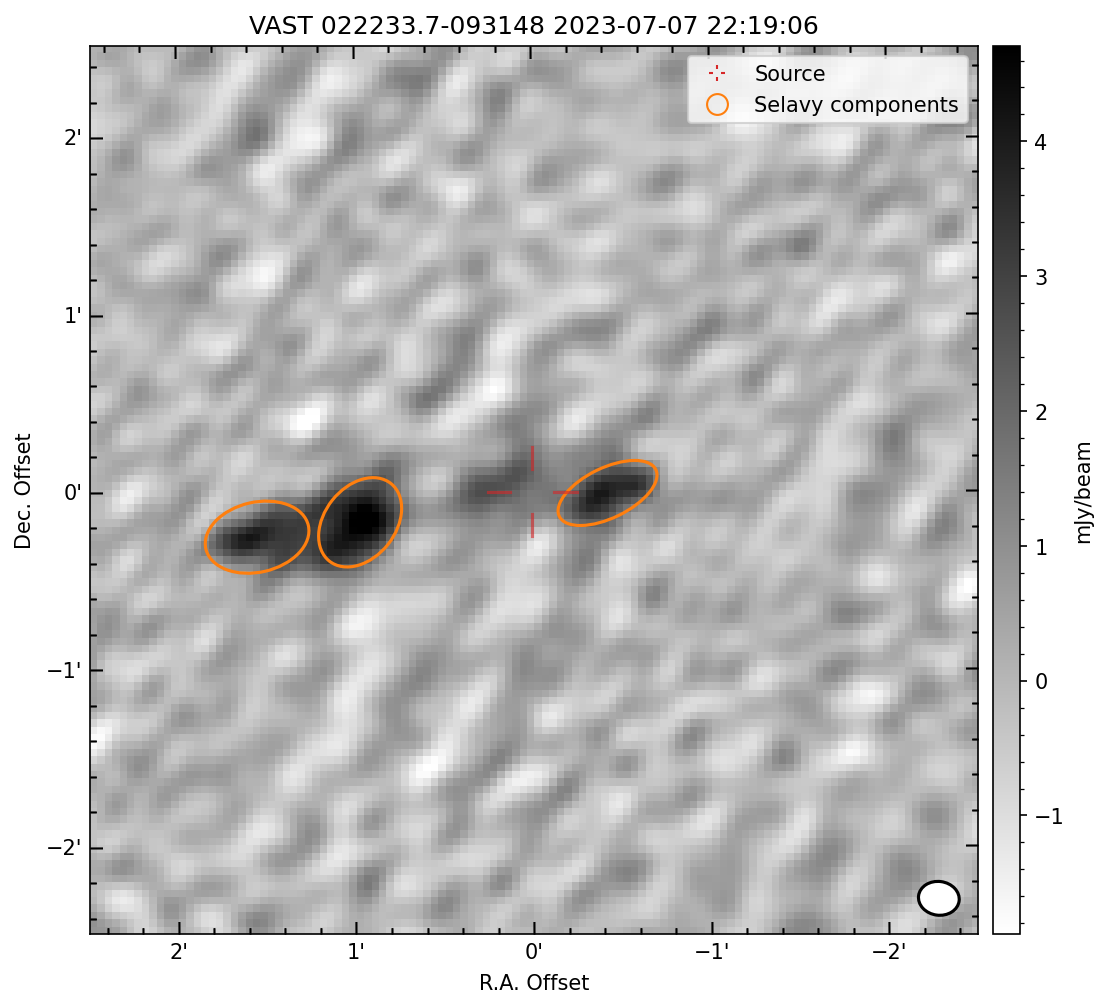 VAST 022233.7-093148 2023-07-07 22:19:06
Source
Selavy components
2'
1'
0'
−1'
−2'
Dec. Offset
2'
1'
0'
−1'
−2'
R.A. Offset
4
3
2
1
0
−1
mJy/beam